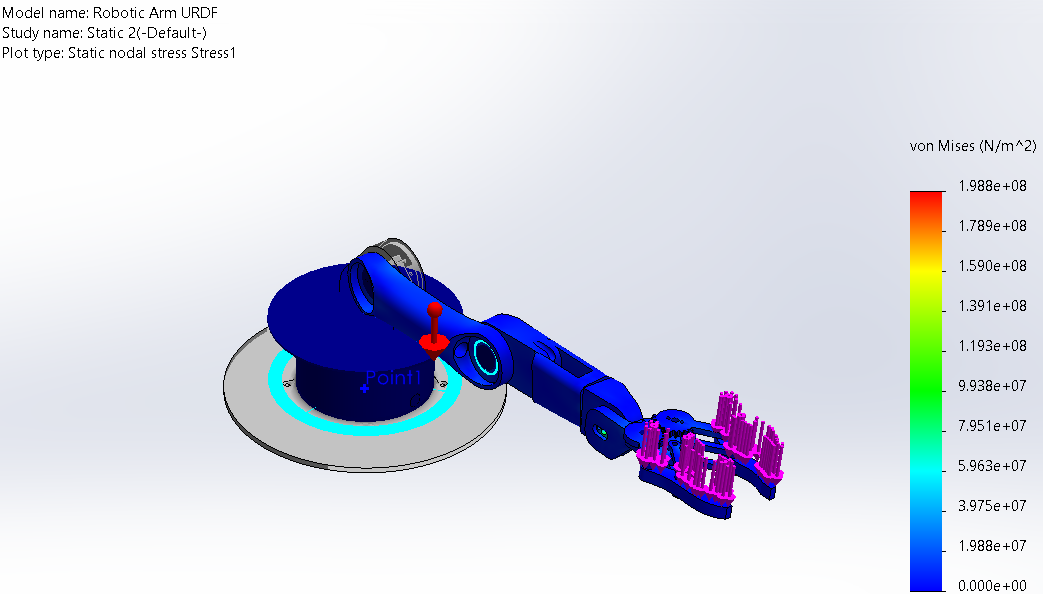 Model name: Robotic Arm URDF
Study name: Static 2(-Default-)
Plot type: Static nodal stress Stress1
von Mises (N/m^2)
1.988e+08
1.789e+08
1.590e+08
1.391e+08
1.193e+08
9.938e+07
7.951e+07
5.963e+07
3.975e+07
1.988e+07
0.000e+00
Point1